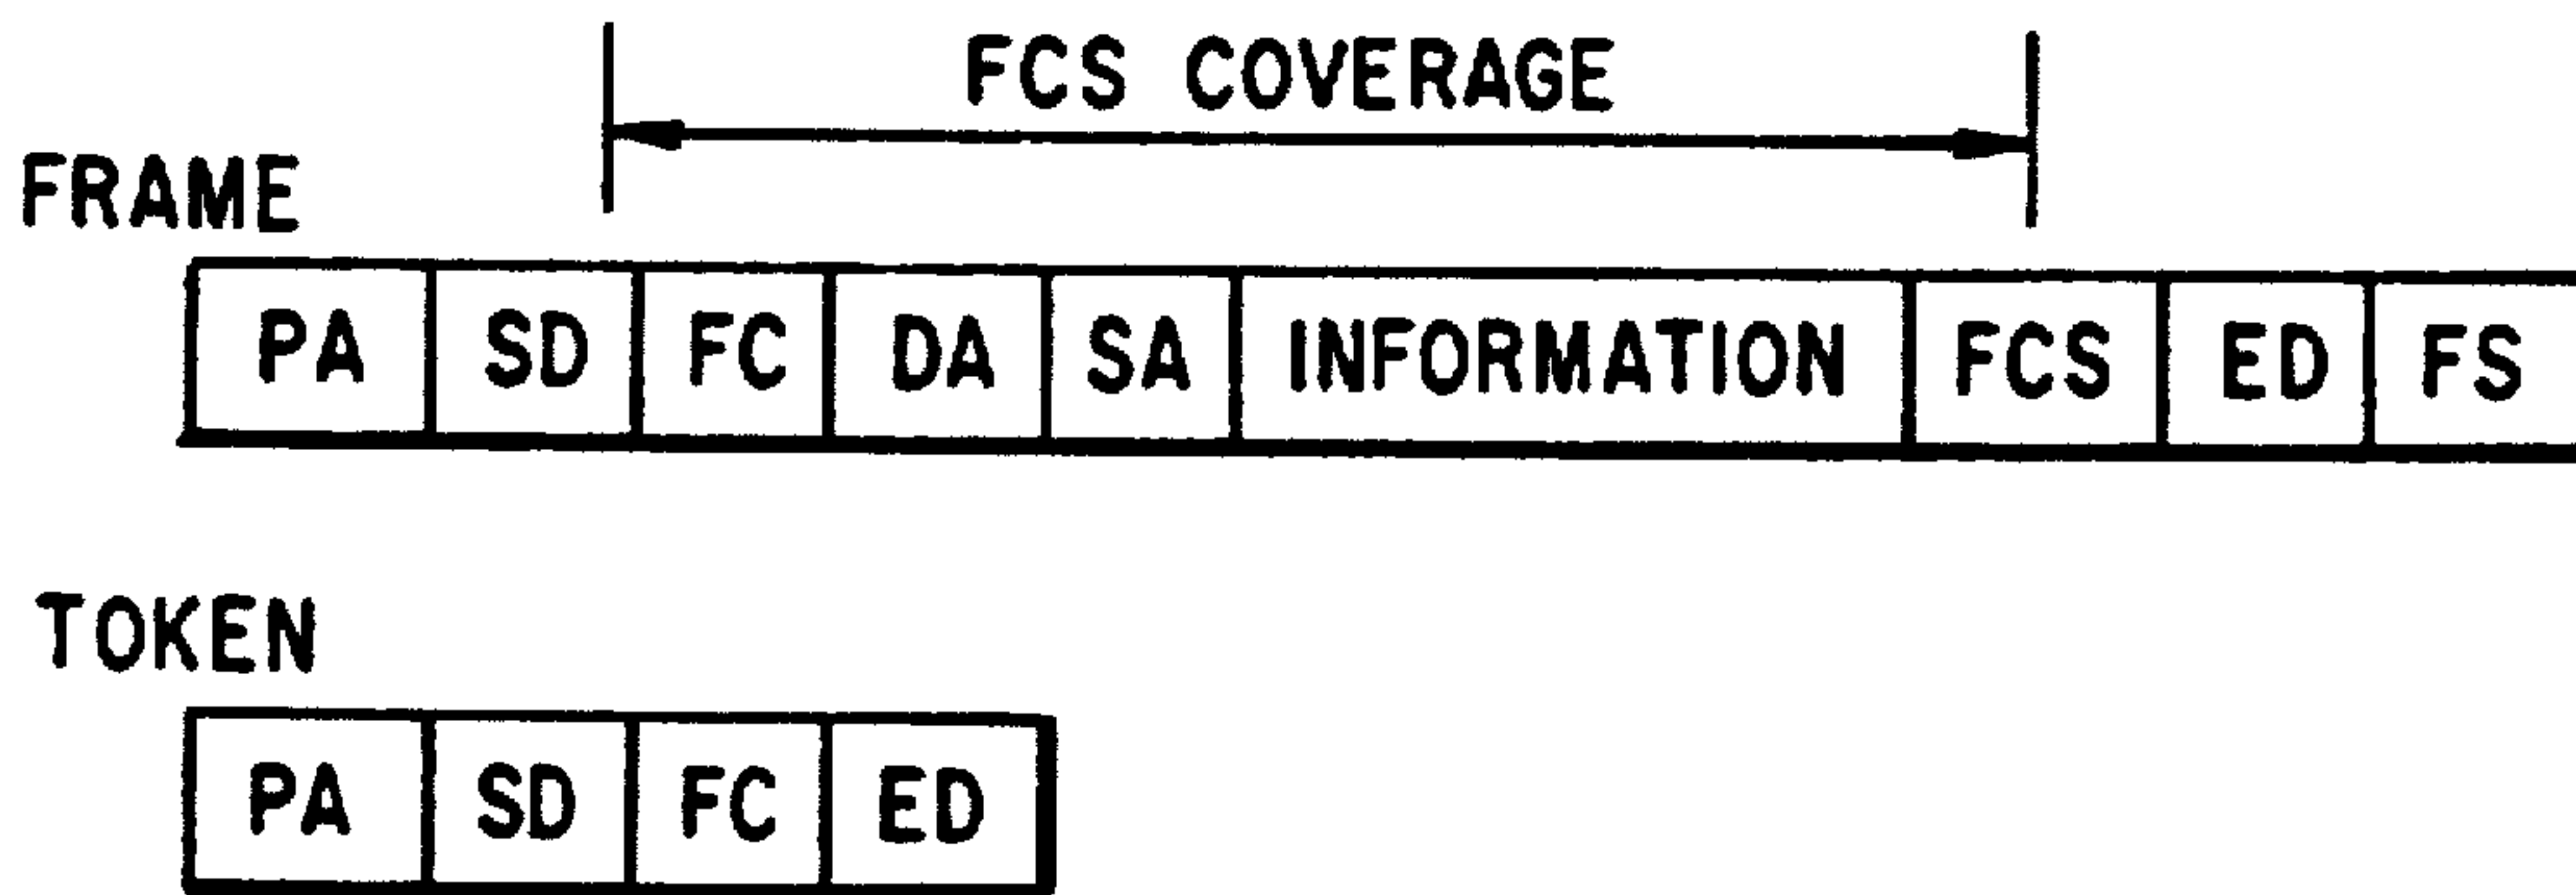 FCS COVERAGE
FRAME
PA SD FC DA SA INFORMATION FCS ED FS
TOKEN
PA SD FC ED